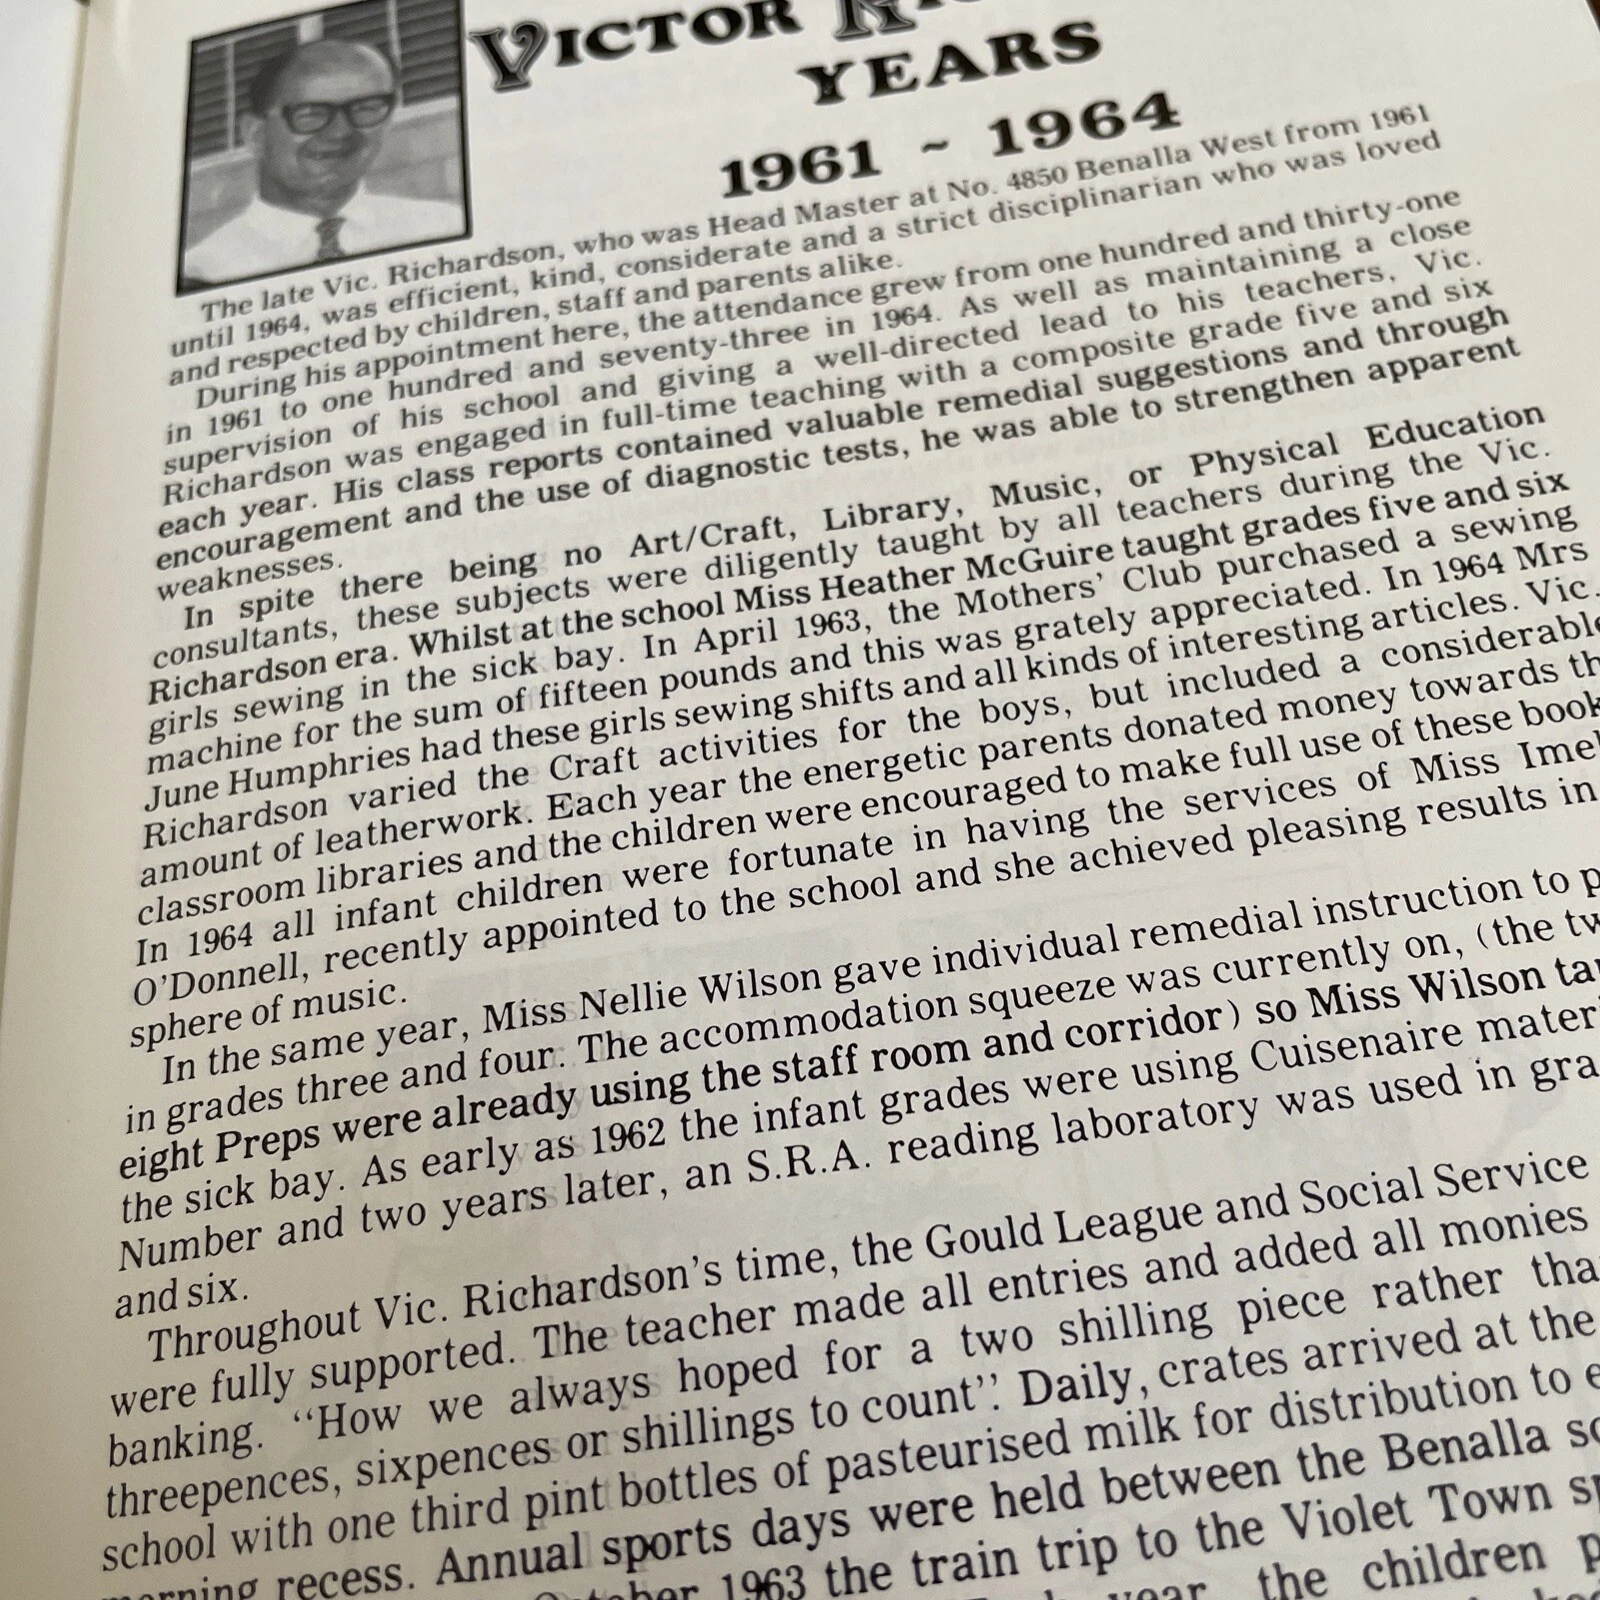 VICTOR
YEARS
1961 ~ 1964
The late Vic. Richardson, who was Head Master at No. 4850 Benalla West from 1961
until 1964, was efficient, kind, considerate and a strict disciplinarian who was loved
and respected by children, staff and parents alike.
During his appointment here, the attendance grew from one hundred and thirty-one
in 1961 to one hundred and seventy-three in 1964. As well as maintaining a close
supervision of his school and giving a well-directed lead to his teachers, Vic.
Richardson was engaged in full-time teaching with a composite grade five and six
each year. His class reports contained valuable remedial suggestions and through
encouragement and the use of diagnostic tests, he was able to strengthen apparent
weaknesses.
In spite there being no Art/Craft, Library, Music, or Physical Education
consultants, these subjects were diligently taught by all teachers during the Vic.
Richardson era. Whilst at the school Miss Heather McGuire taught grades five and six
girls sewing in the sick bay. In April 1963, the Mothers' Club purchased a sewing
machine for the sum of fifteen pounds and this was grately appreciated. In 1964 Mrs
June Humphries had these girls sewing shifts and all kinds of interesting articles. Vic.
Richardson varied the Craft activities for the boys, but included a considerable
amount of leatherwork. Each year the energetic parents donated money towards
classroom libraries and the children were encouraged to make full use of these
In 1964 all infant children were fortunate in having the services of Miss
O'Donnell, recently appointed to the school and she achieved pleasing results in
sphere of music.
In the same year, Miss Nellie Wilson gave individual remedial instruction to
in grades three and four. The accommodation squeeze was currently on, (the
eight Preps were already using the staff room and corridor) so Miss Wilson
the sick bay. As early as 1962 the infant grades were using Cuisenaire
Number and two years later, an S.R.A. reading laboratory was used in
and six.
Throughout Vic. Richardson's time, the Gould League and Social Service
were fully supported. The teacher made all entries and added all monies
banking. "How we always hoped for a two shilling piece rather
threepences, sixpences or shillings to count". Daily, crates arrived at the
school with one third pint bottles of pasteurised milk for distribution to
morning recess. Annual sports days were held between the Benalla
October 1963 the train trip to the Violet Town
year, the children